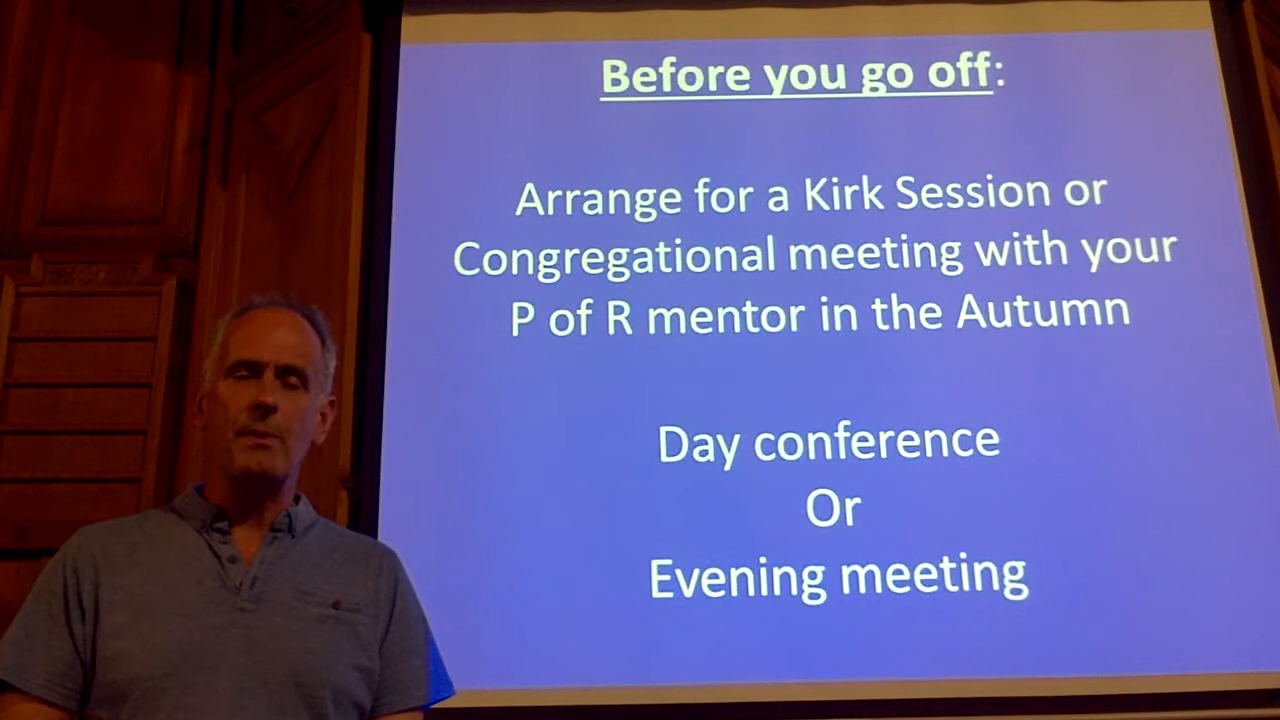 Before you go off:
Arrange for a Kirk Session or
Congregational meeting with your
P of R mentor in the Autumn
Day conference
Or
Evening meeting